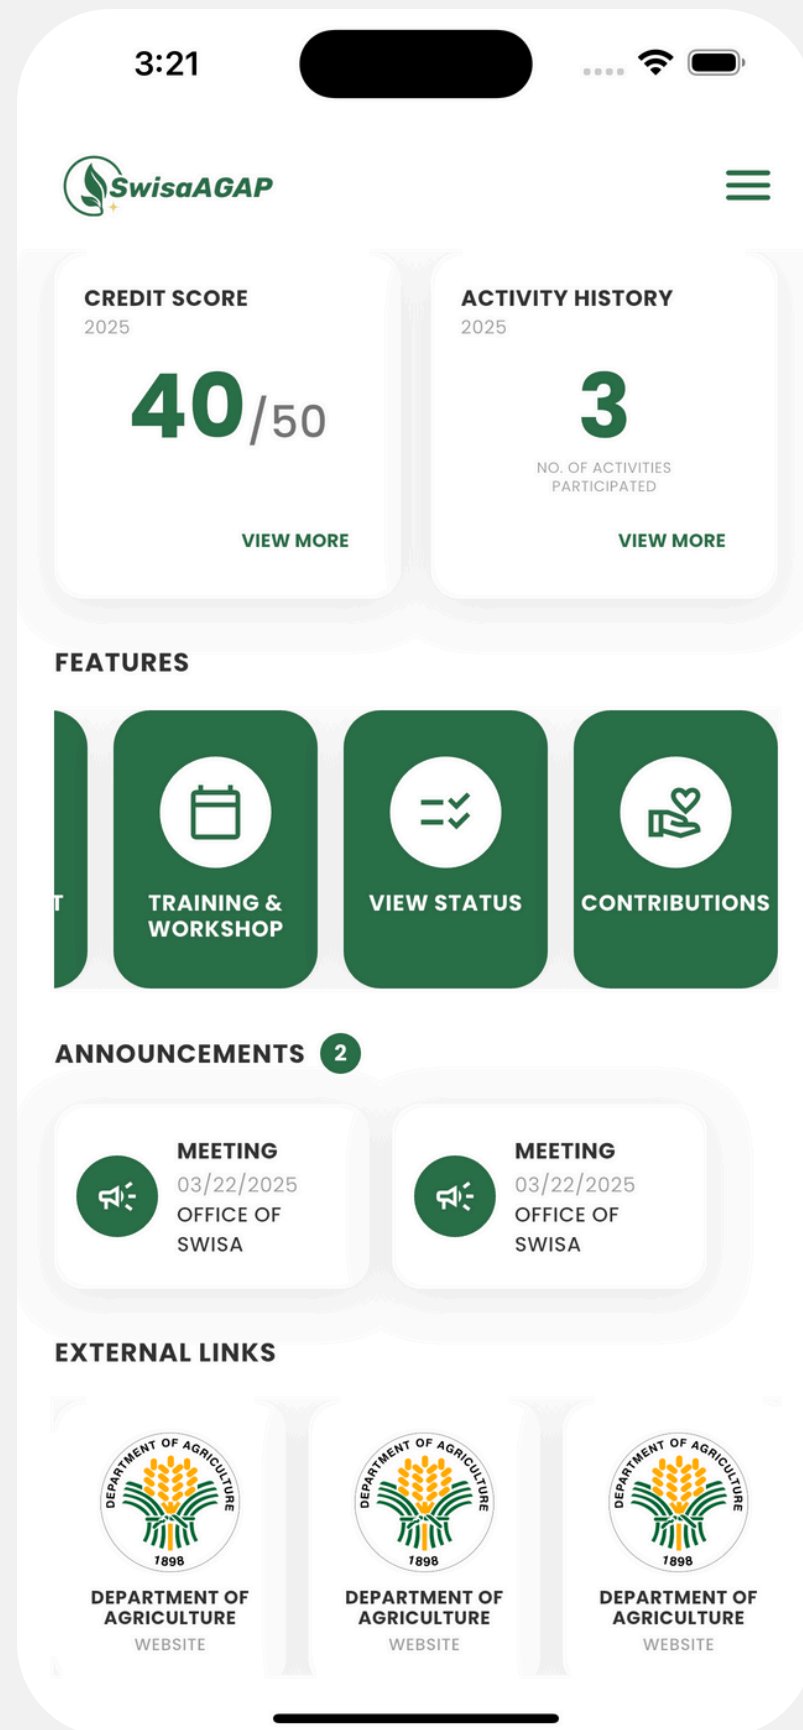 3:21
SwisaAGAP
CREDIT SCORE
2025
40/50
VIEW MORE
ACTIVITY HISTORY
2025
3
NO. OF ACTIVITIES
PARTICIPATED
VIEW MORE
FEATURES
T
TRAINING &
WORKSHOP
VIEW STATUS
CONTRIBUTIONS
ANNOUNCEMENTS 2
MEETING
03/22/2025
OFFICE OF
SWISA
MEETING
03/22/2025
OFFICE OF
SWISA
EXTERNAL LINKS
DEPARTMENT OF AGRICULTURE
1898
DEPARTMENT OF
AGRICULTURE
WEBSITE
DEPARTMENT OF AGRICULTURE
1898
DEPARTMENT OF
AGRICULTURE
WEBSITE
DEPARTMENT OF AGRICULTURE
1898
DEPARTMENT OF
AGRICULTURE
WEBSITE